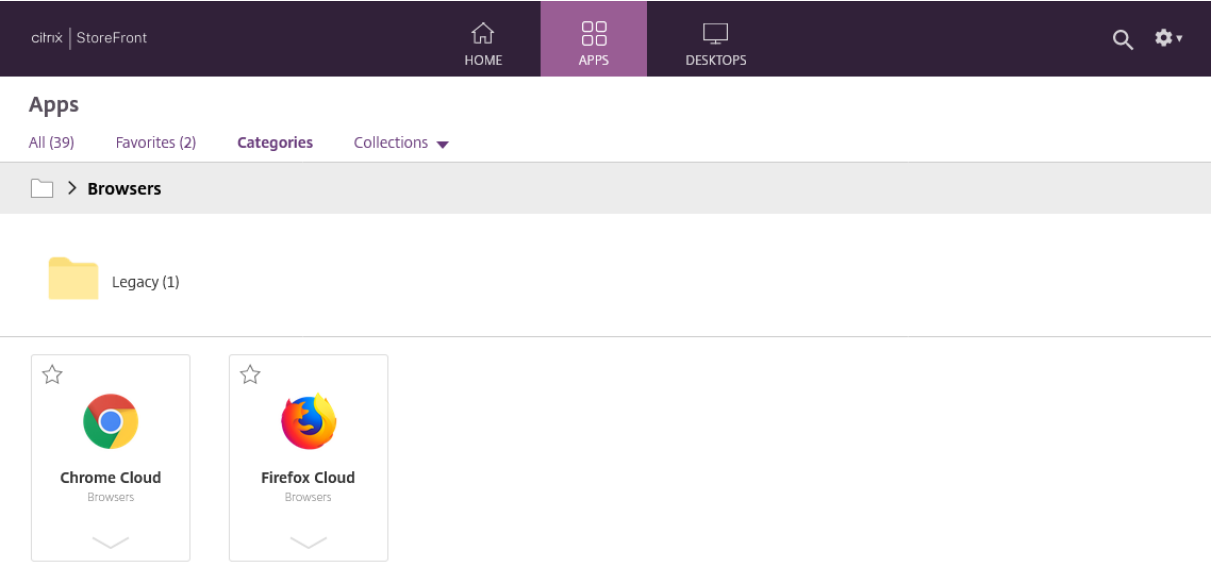 citrix | StoreFront
HOME
APPS
DESKTOPS
Apps
All (39) Favorites (2) Categories Collections
Browsers
Legacy (1)
Chrome Cloud
Browsers
Firefox Cloud
Browsers